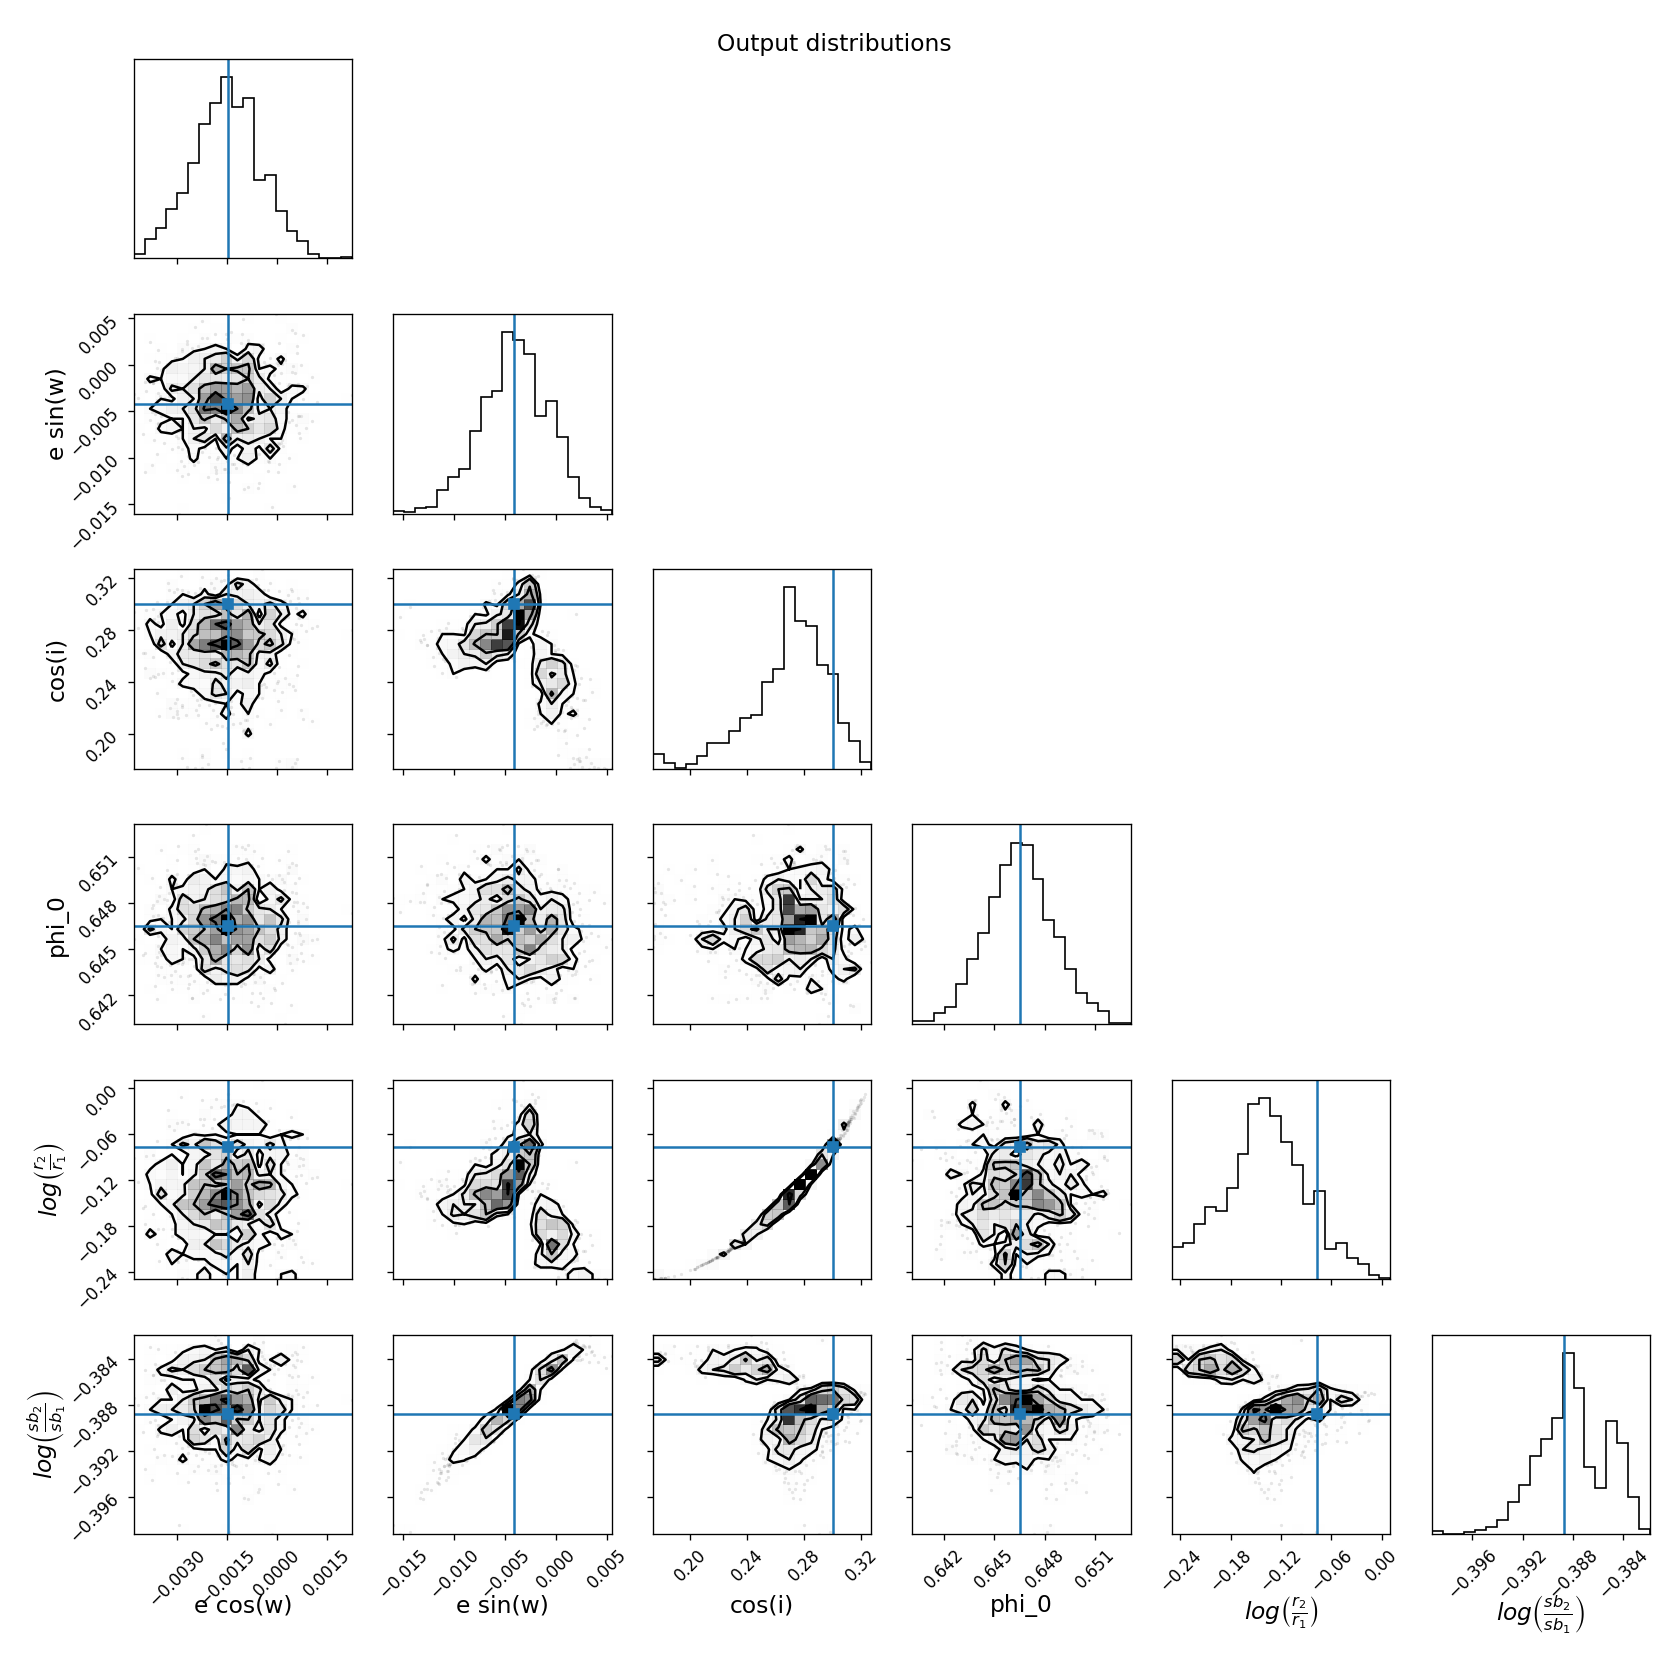 Output distributions
e sin(w)
0.005
0.000
−0.005
−0.010
−0.015
cos(i)
0.32
0.28
0.24
0.20
phi_0
0.651
0.648
0.645
0.642
log(r₂/r₁)
0.00
−0.06
−0.12
−0.18
−0.24
log(sb₂/sb₁)
−0.384
−0.388
−0.392
−0.396
−0.0030 −0.0015 0.0000 0.0015
e cos(w)
−0.015 −0.010 −0.005 0.000 0.005
e sin(w)
0.20 0.24 0.28 0.32
cos(i)
0.642 0.645 0.648 0.651
phi_0
−0.24 −0.18 −0.12 −0.06 0.00
log(r₂/r₁)
−0.396 −0.392 −0.388 −0.384
log(sb₂/sb₁)